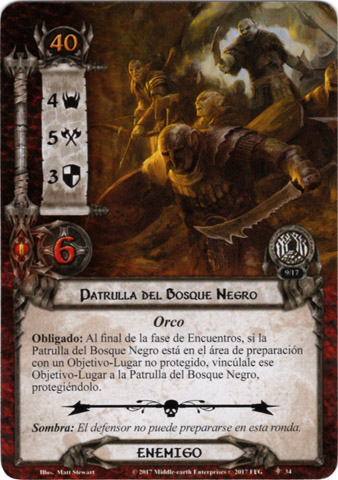 40
4
5
3
6
9/17
Patrulla del Bosque Negro
Orco
Obligado: Al final de la fase de Encuentros, si la
Patrulla del Bosque Negro está en el área de preparación
con un Objetivo-Lugar no protegido, vincúlale ese
Objetivo-Lugar a la Patrulla del Bosque Negro,
protegiéndolo.
Sombra: El defensor no puede prepararse en esta ronda.
ENEMIGO
Illus. Matt Stewart © 2017 Middle-earth Enterprises © 2017 FFG 34